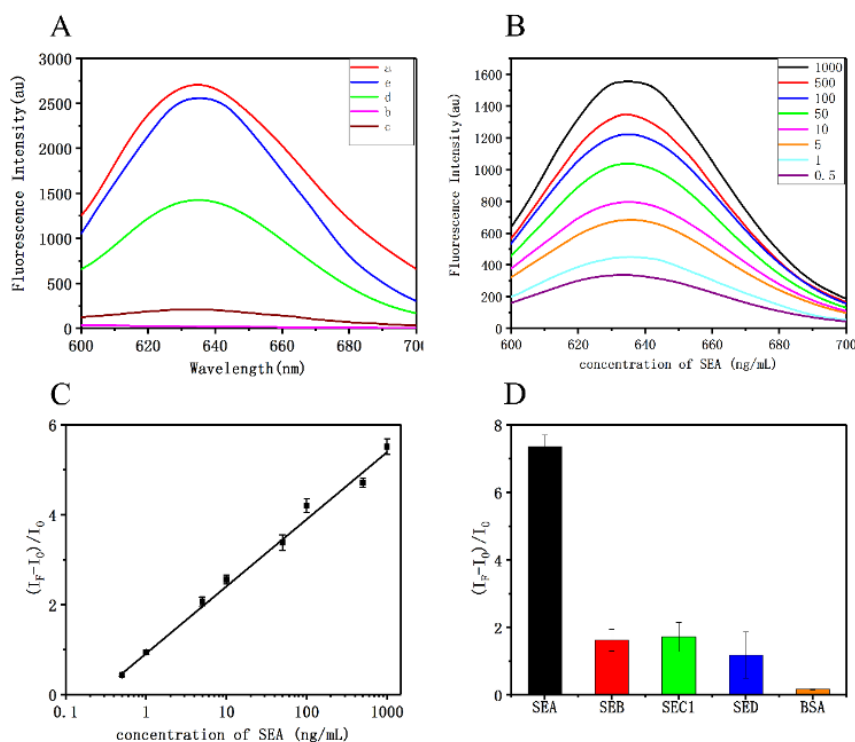 A
Fluorescence Intensity(au)
3000
2500
2000
1500
1000
500
0
600 620 640 660 680 700
Wavelength(nm)
a
e
d
b
c
B
Fluorescence Intensity(au)
1600
1400
1200
1000
800
600
400
200
0
600 620 640 660 680 700
concentration of SEA (ng/mL)
1000
500
100
50
10
5
1
0.5
C
(IF-I0)/I0
6
4
2
0
0.1 1 10 100 1000
concentration of SEA (ng/mL)
D
(IF-I0)/I0
8
6
4
2
0
SEA SEB SEC1 SED BSA